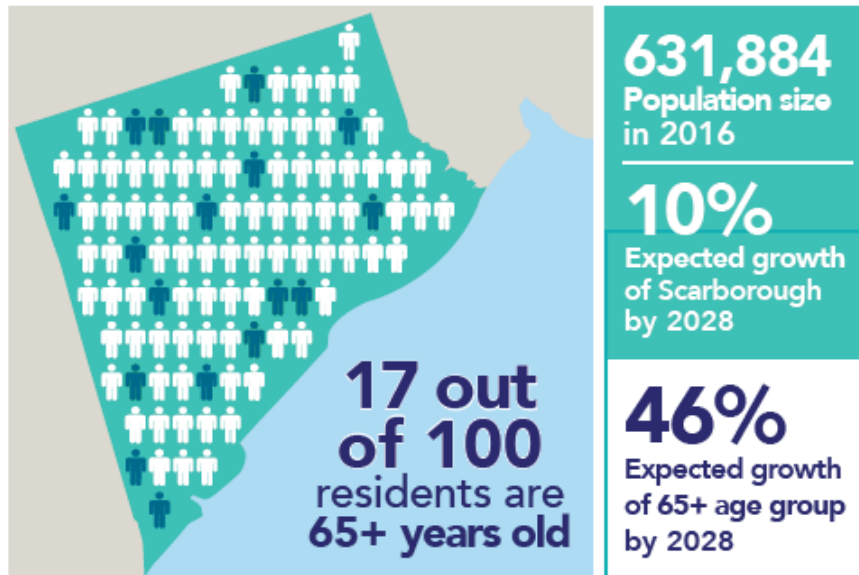 17 out
of 100
residents are
65+ years old
631,884
Population size
in 2016
10%
Expected growth
of Scarborough
by 2028
46%
Expected growth
of 65+ age group
by 2028